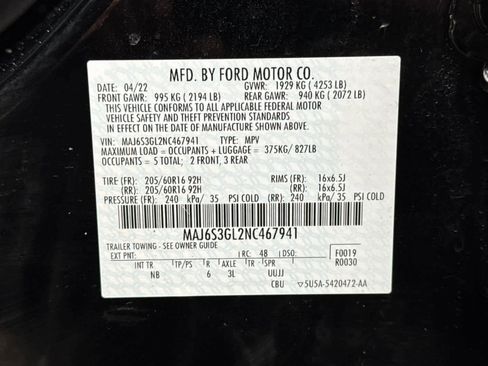 MFD. BY FORD MOTOR CO.
DATE: 04/22 GVWR: 1929 KG ( 4253 LB)
FRONT GAWR: 995 KG ( 2194 LB) REAR GAWR: 940 KG ( 2072 LB)
THIS VEHICLE CONFORMS TO ALL APPLICABLE FEDERAL MOTOR
VEHICLE SAFETY AND THEFT PREVENTION STANDARDS
IN EFFECT ON THE DATE OF MANUFACTURE SHOWN ABOVE.
VIN: MAJ6S3GL2NC467941 TYPE: MPV
MAXIMUM LOAD = OCCUPANTS + LUGGAGE = 375KG/ 827LB
OCCUPANTS = 5 TOTAL; 2 FRONT, 3 REAR
TIRE (FR): 205/60R16 92H RIMS (FR): 16x6.5J
(RR): 205/60R16 92H (RR): 16x6.5J
PRESSURE (FR): 240 kPa/ 35 PSI COLD (RR): 240 kPa/ 35 PSI COLD
MAJ6S3GL2NC467941
TRAILER TOWING - SEE OWNER GUIDE
EXT PNT: RC: 48 DSO: F0019
INT TR TP/PS R AXLE TR SPR R0030
NB 6 3L UUJJ
CBU ▽5U5A-5420472-AA